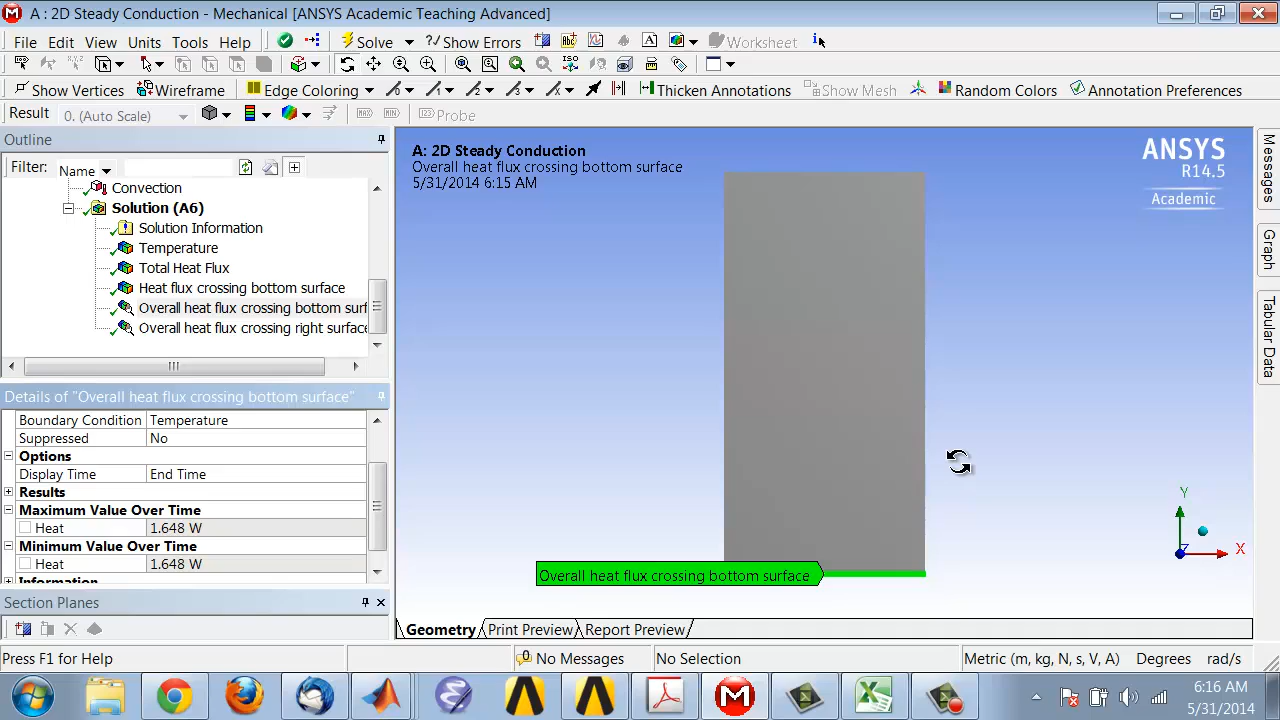 A : 2D Steady Conduction - Mechanical [ANSYS Academic Teaching Advanced]
File Edit View Units Tools Help Solve Show Errors Worksheet
Show Vertices Wireframe Edge Coloring Thicken Annotations Show Mesh Random Colors Annotation Preferences
Result 0. (Auto Scale) MAX MIN Probe
Outline
Filter: Name
Convection
Solution (A6)
Solution Information
Temperature
Total Heat Flux
Heat flux crossing bottom surface
Overall heat flux crossing bottom surf
Overall heat flux crossing right surface
Details of "Overall heat flux crossing bottom surface"
Boundary Condition Temperature
Suppressed No
Options
Display Time End Time
Results
Maximum Value Over Time
Heat 1.648 W
Minimum Value Over Time
Heat 1.648 W
Information
Section Planes
A: 2D Steady Conduction
Overall heat flux crossing bottom surface
5/31/2014 6:15 AM
ANSYS
R14.5
Academic
Y
X
Z
Overall heat flux crossing bottom surface
Geometry Print Preview Report Preview
Messages
Graph
Tabular Data
Press F1 for Help 0 No Messages No Selection Metric (m, kg, N, s, V, A) Degrees rad/s
6:16 AM
5/31/2014